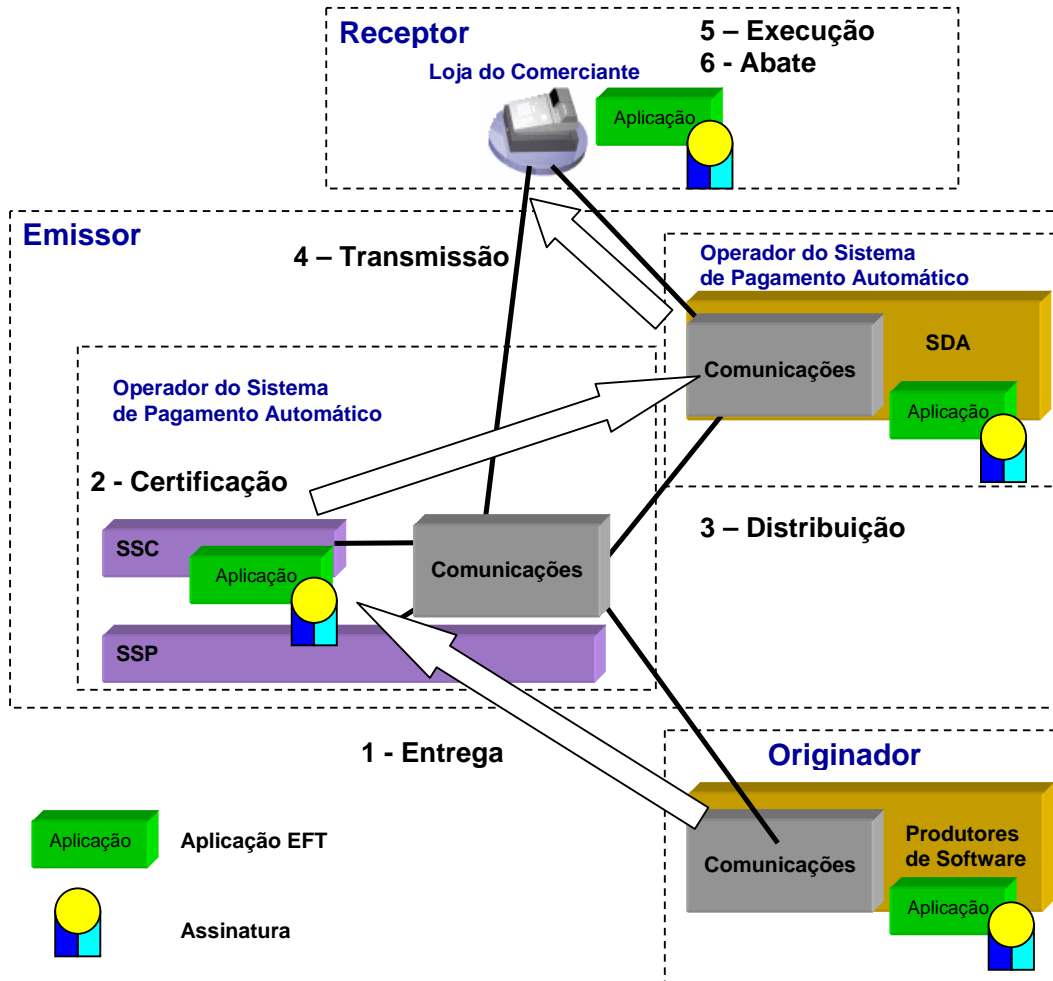 Receptor
5 – Execução
6 - Abate
Loja do Comerciante
Aplicação
Emissor
4 – Transmissão
Operador do Sistema
de Pagamento Automático
Comunicações
SDA
Aplicação
Operador do Sistema
de Pagamento Automático
2 - Certificação
3 – Distribuição
SSC
Aplicação
Comunicações
SSP
1 - Entrega
Originador
Comunicações
Produtores
de Software
Aplicação
Aplicação
Aplicação EFT
Assinatura